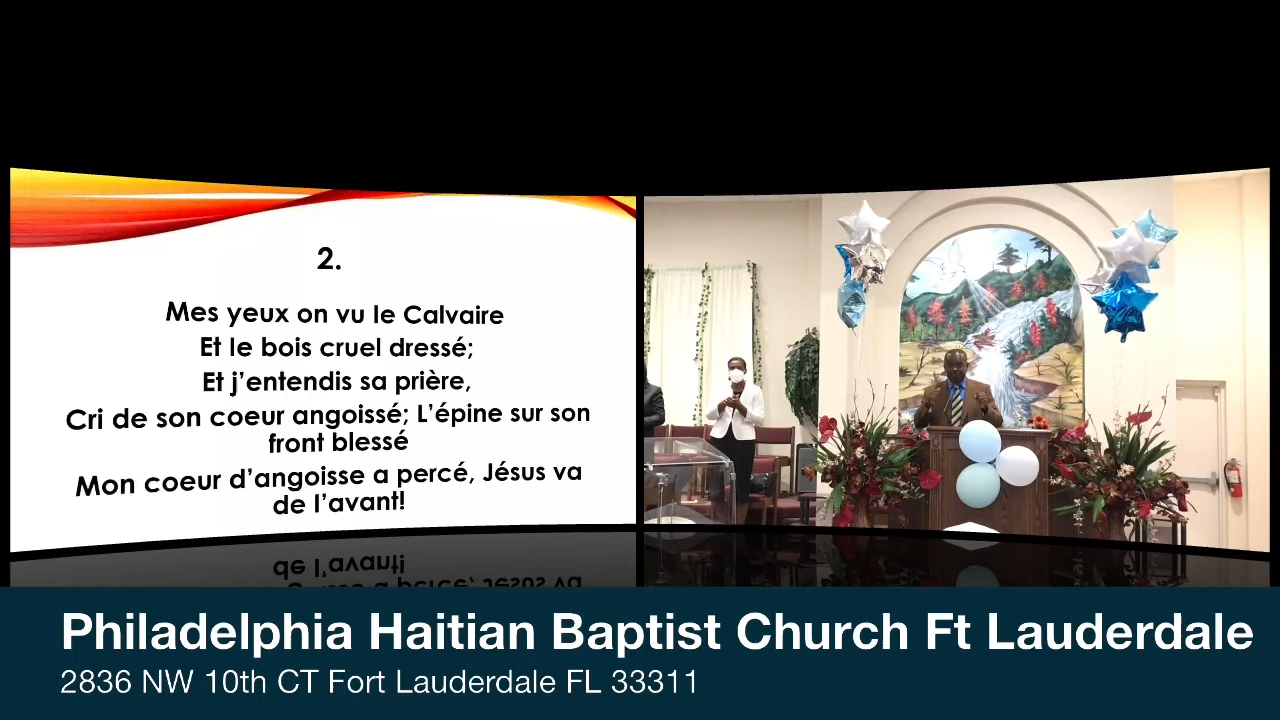 2.
Mes yeux on vu le Calvaire
Et le bois cruel dressé;
Et j'entendis sa prière,
Cri de son coeur angoissé; L'épine sur son
front blessé
Mon coeur d'angoisse a percé, Jésus va
de l'avant!
Philadelphia Haitian Baptist Church Ft Lauderdale
2836 NW 10th CT Fort Lauderdale FL 33311